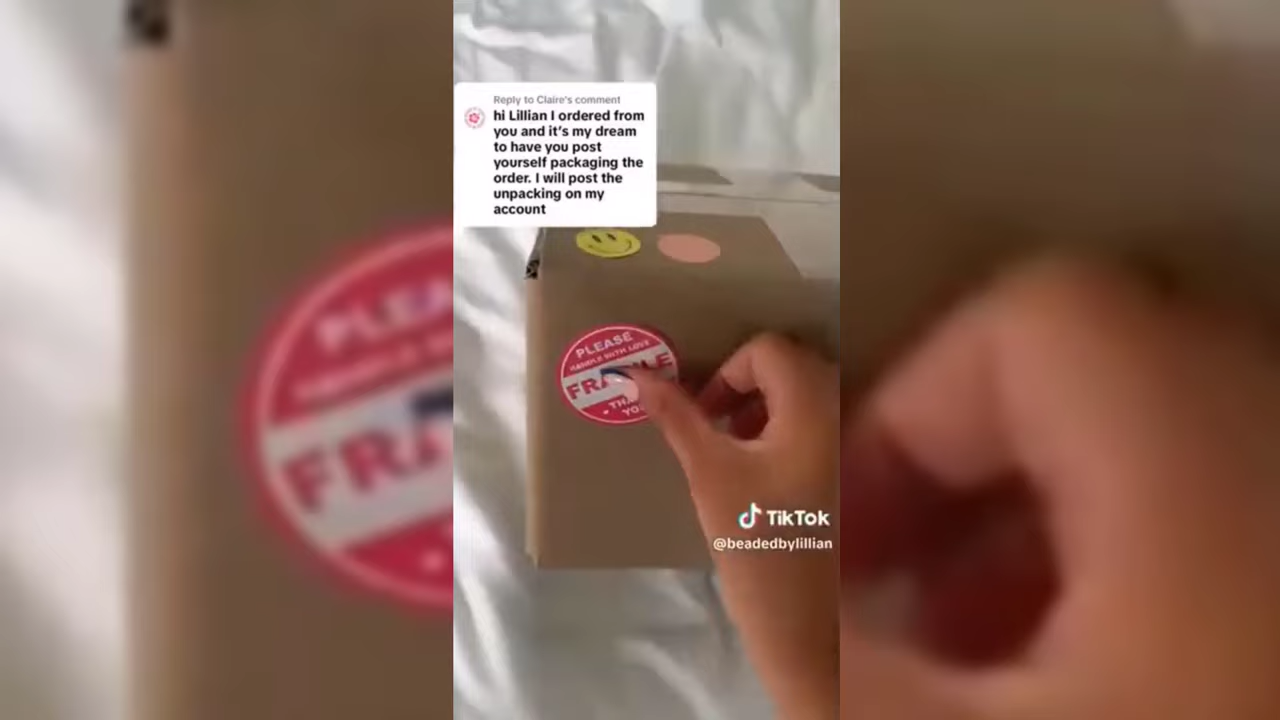 Reply to Claire's comment
hi Lillian I ordered from
you and it's my dream
to have you post
yourself packaging the
order. I will post the
unpacking on my
account
PLEASE
HANDLE WITH LOVE
TikTok
@beadedbylillian